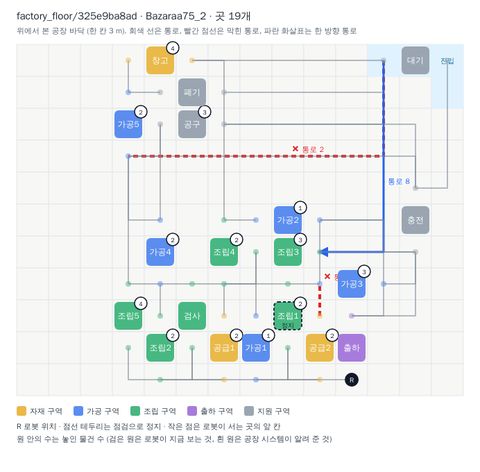 factory_floor/325e9ba8ad · Bazaraa75_2 · 곳 19개
위에서 본 공장 바닥 (한 칸 3 m). 회색 선은 통로, 빨간 점선은 막힌 통로, 파란 화살표는 한 방향 통로
창고 4
대기
진입
폐기
가공5 2
공구 3
✕ 통로 2
통로 8
가공2 1
충전
가공4 2
조립4 2
조립3 3
✕
가공3 3
조립5 4
검사
조립1 2
정지
조립2 2
공급1 2
가공1 1
공급2 2
출하
R
자재 구역
가공 구역
조립 구역
출하 구역
지원 구역
R 로봇 위치 · 점선 테두리는 점검으로 정지 · 작은 점은 로봇이 서는 곳의 앞 칸
원 안의 수는 놓인 물건 수 (검은 원은 로봇이 지금 보는 것, 흰 원은 공장 시스템이 알려 준 것)